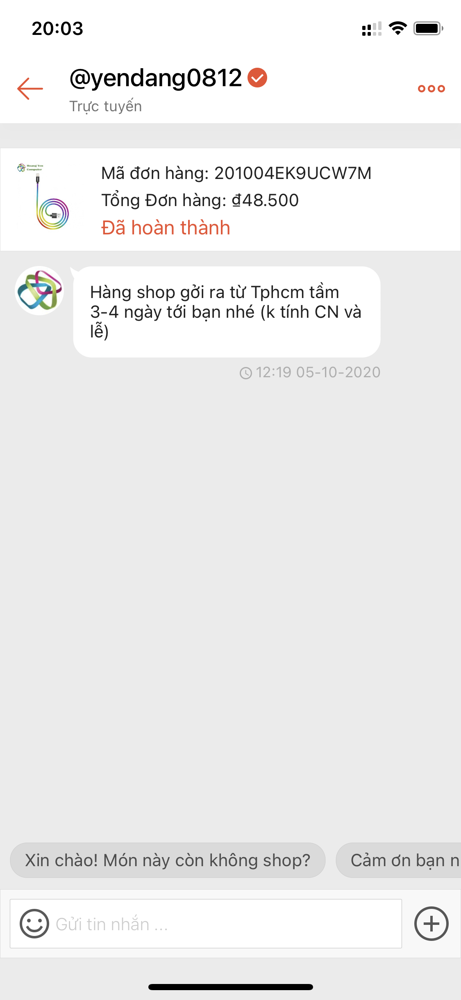 20:03
@yendang0812
Trực tuyến
Hoang Yen
Computer
Mã đơn hàng: 201004EK9UCW7M
Tổng Đơn hàng: ₫48.500
Đã hoàn thành
Hàng shop gởi ra từ Tphcm tầm
3-4 ngày tới bạn nhé (k tính CN và
lễ)
12:19 05-10-2020
Xin chào! Món này còn không shop?
Cảm ơn bạn n
Gửi tin nhắn ...